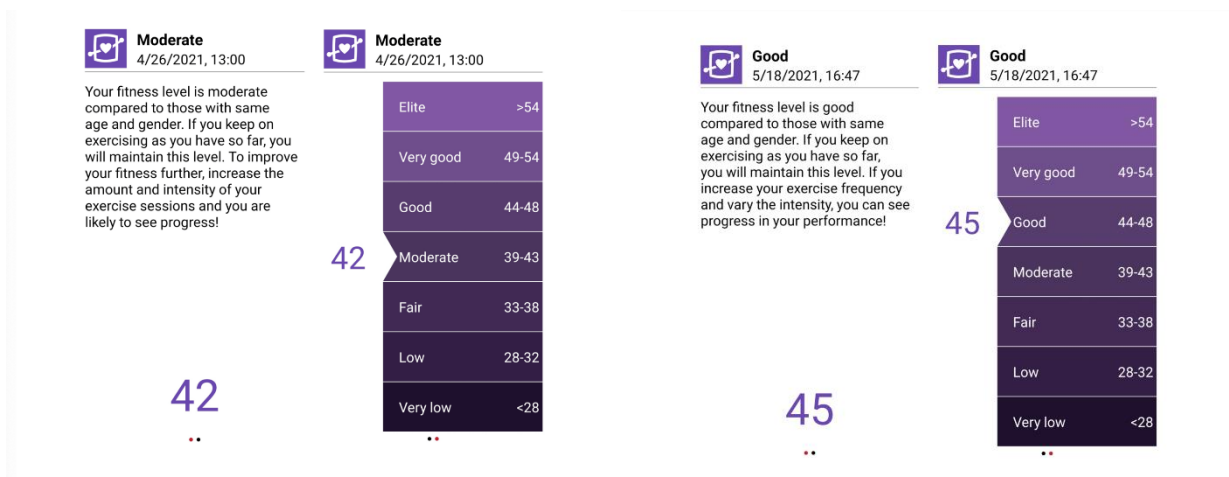 Moderate
4/26/2021, 13:00
Your fitness level is moderate
compared to those with same
age and gender. If you keep on
exercising as you have so far, you
will maintain this level. To improve
your fitness further, increase the
amount and intensity of your
exercise sessions and you are
likely to see progress!
42
Moderate
4/26/2021, 13:00
Elite >54
Very good 49-54
Good 44-48
42 Moderate 39-43
Fair 33-38
Low 28-32
Very low <28
Good
5/18/2021, 16:47
Your fitness level is good
compared to those with same
age and gender. If you keep on
exercising as you have so far,
you will maintain this level. If you
increase your exercise frequency
and vary the intensity, you can see
progress in your performance!
45
Good
5/18/2021, 16:47
Elite >54
Very good 49-54
45 Good 44-48
Moderate 39-43
Fair 33-38
Low 28-32
Very low <28